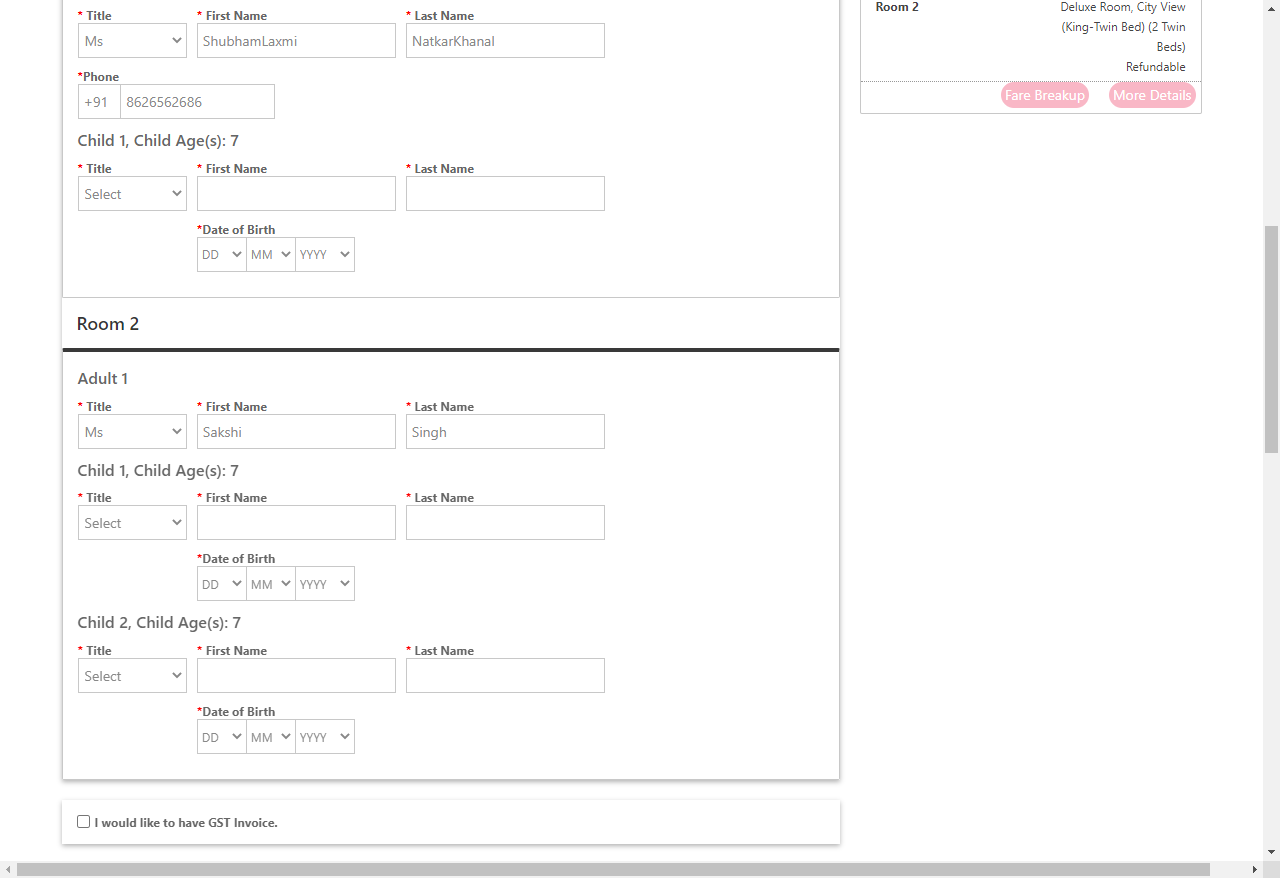 * Title * First Name * Last Name
Ms ShubhamLaxmi NatkarKhanal
*Phone
+91 8626562686
Child 1, Child Age(s): 7
* Title * First Name * Last Name
Select
*Date of Birth
DD MM YYYY
Room 2
Adult 1
* Title * First Name * Last Name
Ms Sakshi Singh
Child 1, Child Age(s): 7
* Title * First Name * Last Name
Select
*Date of Birth
DD MM YYYY
Child 2, Child Age(s): 7
* Title * First Name * Last Name
Select
*Date of Birth
DD MM YYYY
I would like to have GST Invoice.
Room 2 Deluxe Room, City View
(King-Twin Bed) (2 Twin
Beds)
Refundable
Fare Breakup More Details